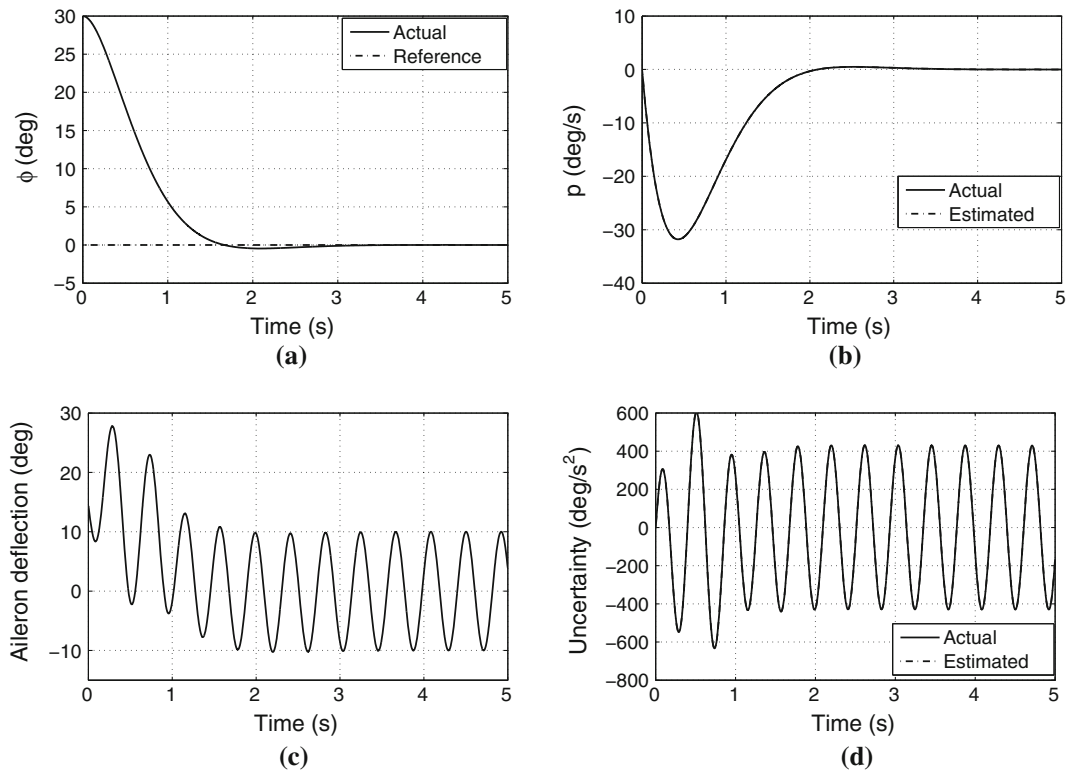 30
25
20
15
10
5
0
−5
ϕ (deg)
Actual
Reference
0 1 2 3 4 5
Time (s)
(a)
10
0
−10
−20
−30
−40
p (deg/s)
Actual
Estimated
0 1 2 3 4 5
Time (s)
(b)
30
20
10
0
−10
Aileron deflection (deg)
0 1 2 3 4 5
Time (s)
(c)
600
400
200
0
−200
−400
−600
−800
Uncertainty (deg/s²)
Actual
Estimated
0 1 2 3 4 5
Time (s)
(d)